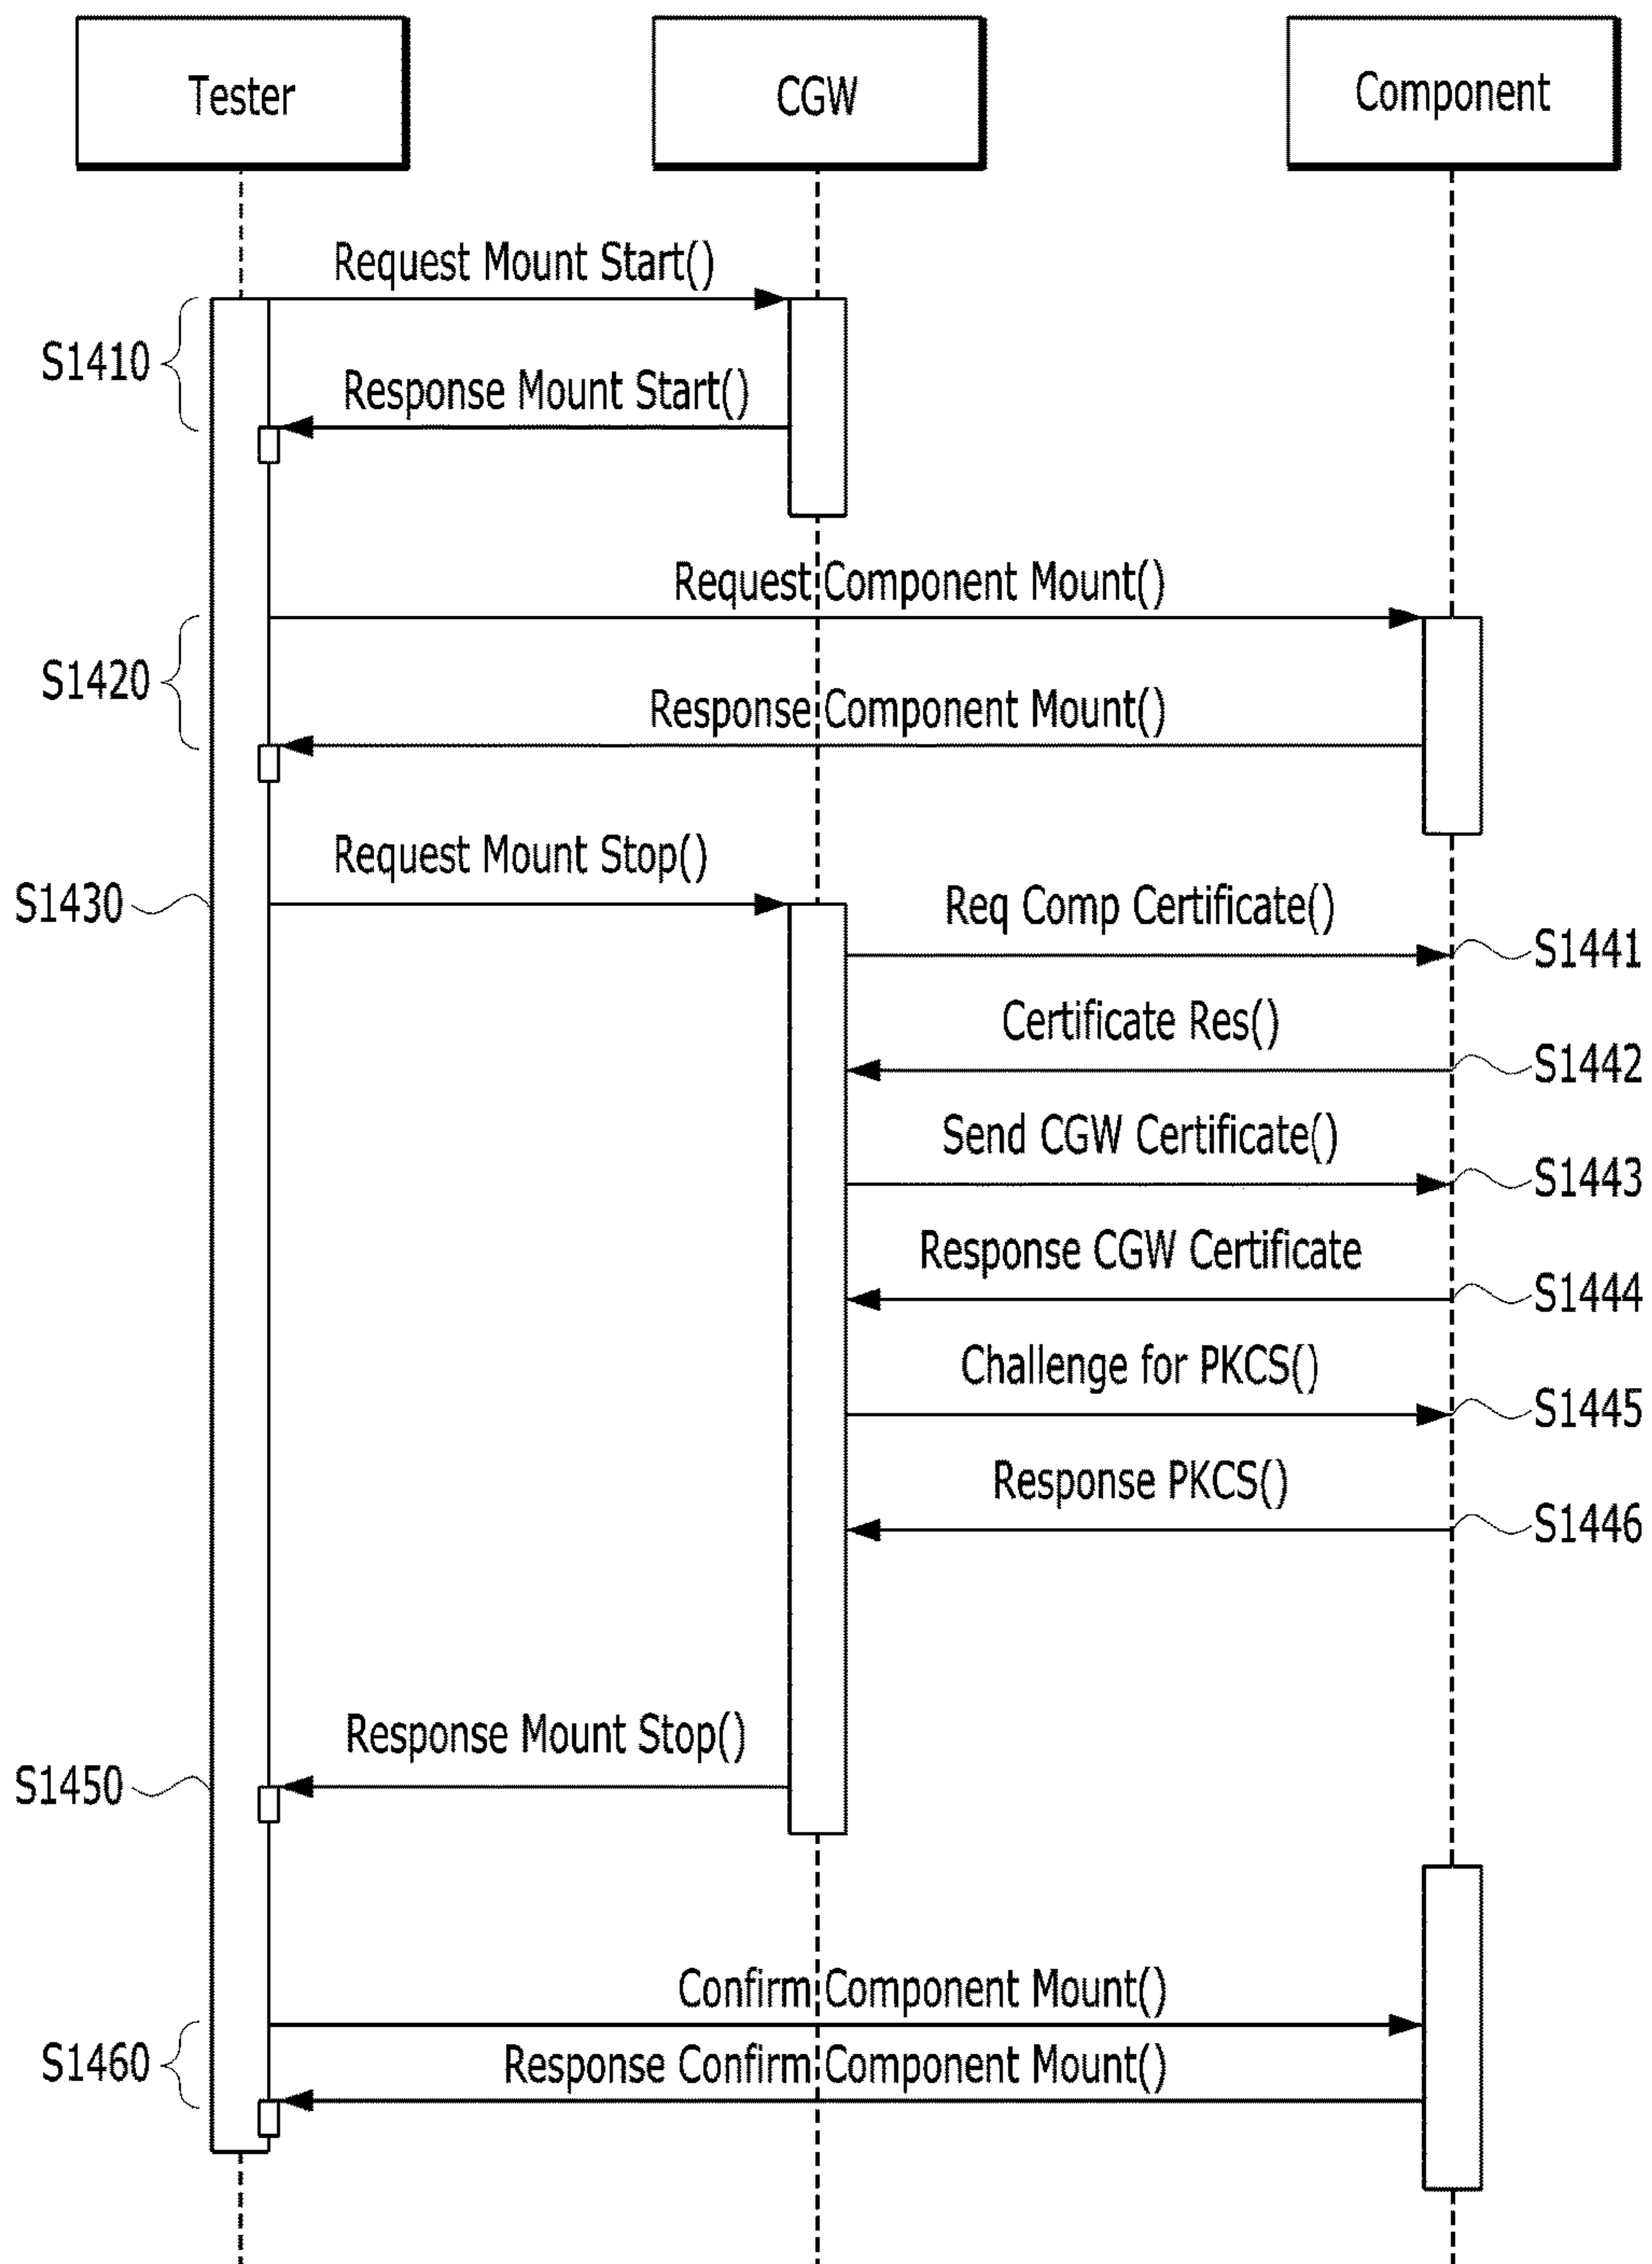 Tester
CGW
Component
Request Mount Start()
S1410
Response Mount Start()
Request Component Mount()
S1420
Response Component Mount()
Request Mount Stop()
S1430
Req Comp Certificate()
S1441
Certificate Res()
S1442
Send CGW Certificate()
S1443
Response CGW Certificate
S1444
Challenge for PKCS()
S1445
Response PKCS()
S1446
Response Mount Stop()
S1450
Confirm Component Mount()
S1460
Response Confirm Component Mount()